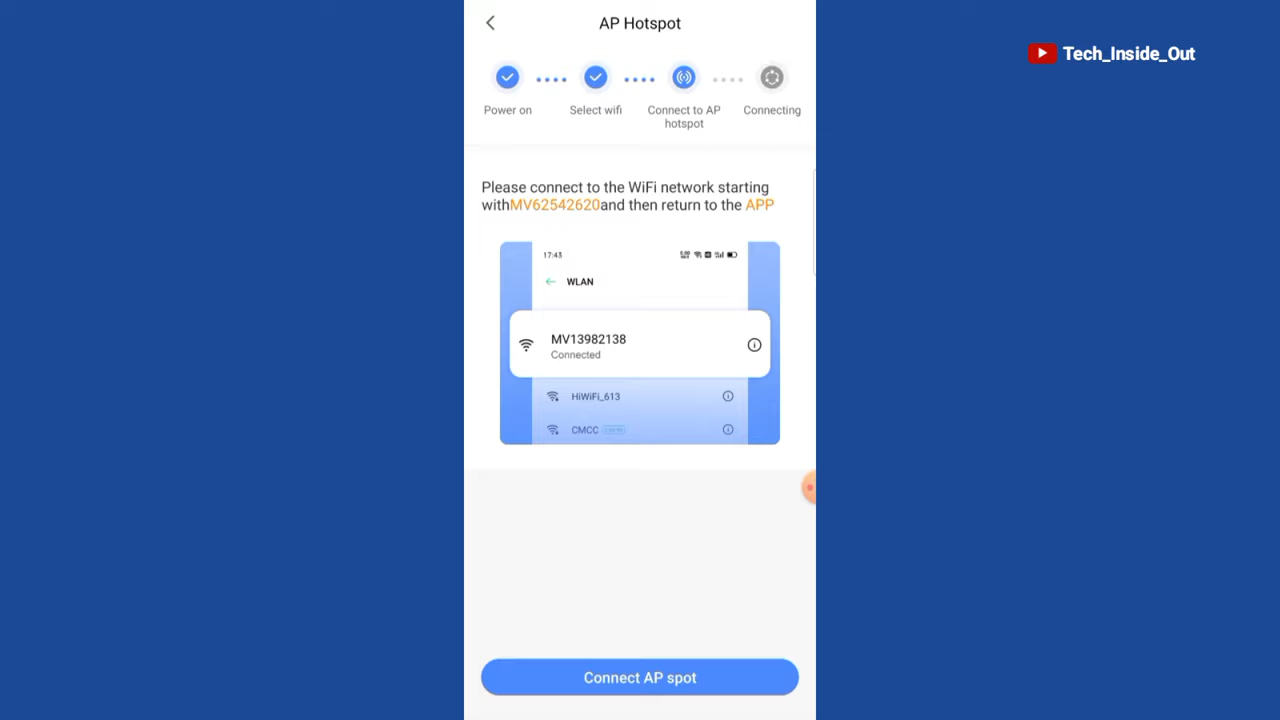 AP Hotspot
Tech_Inside_Out
Power on
Select wifi
Connect to AP
hotspot
Connecting
Please connect to the WiFi network starting
withMV62542620and then return to the APP
17:43
WLAN
MV13982138
Connected
HiWiFi_613
CMCC
Connect AP spot